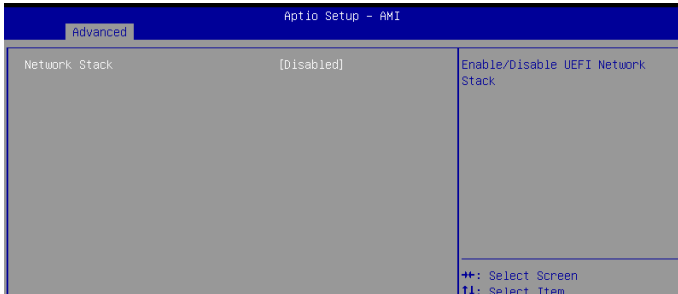 Aptio Setup – AMI
Advanced
Network Stack [Disabled]
Enable/Disable UEFI Network
Stack
→←: Select Screen
↑↓: Select Item